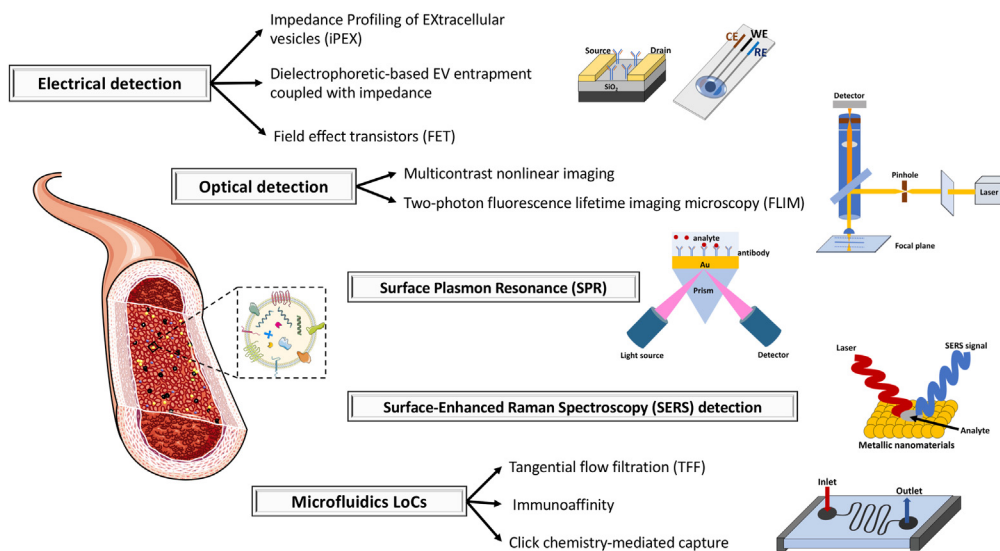 Impedance Profiling of EXtracellular
vesicles (iPEX)
Electrical detection
Dielectrophoretic-based EV entrapment
coupled with impedance
Field effect transistors (FET)
Source
Drain
SiO₂
CE
WE
RE
Optical detection
Multicontrast nonlinear imaging
Two-photon fluorescence lifetime imaging microscopy (FLIM)
Detector
Pinhole
Laser
Focal plane
Surface Plasmon Resonance (SPR)
analyte
antibody
Au
Prism
Light source
Detector
Surface-Enhanced Raman Spectroscopy (SERS) detection
Laser
SERS signal
Analyte
Metallic nanomaterials
Microfluidics LoCs
Tangential flow filtration (TFF)
Immunoaffinity
Click chemistry-mediated capture
Inlet
Outlet